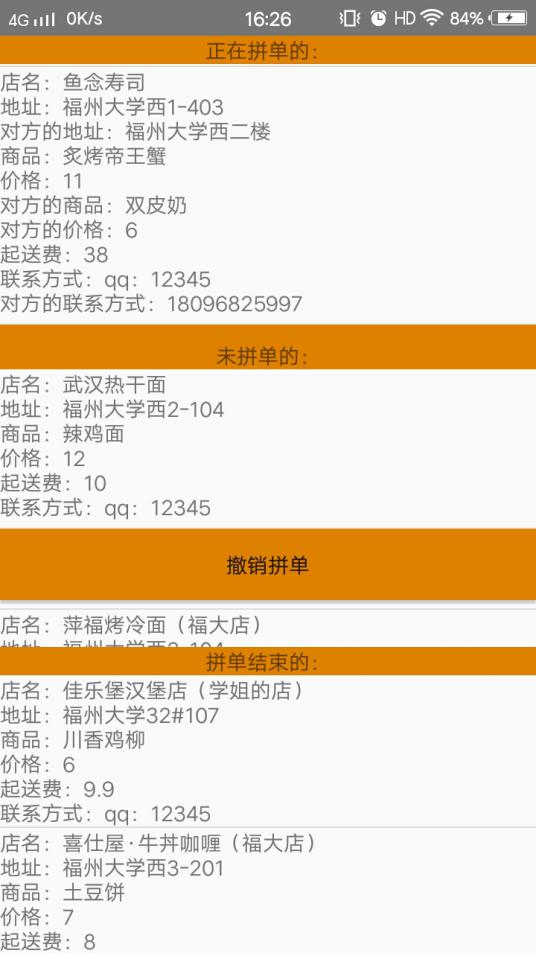 4G 0K/s 16:26 HD 84%
正在拼单的：
店名：鱼念寿司
地址：福州大学西1-403
对方的地址：福州大学西二楼
商品：炙烤帝王蟹
价格：11
对方的商品：双皮奶
对方的价格：6
起送费：38
联系方式：qq：12345
对方的联系方式：18096825997
未拼单的：
店名：武汉热干面
地址：福州大学西2-104
商品：辣鸡面
价格：12
起送费：10
联系方式：qq：12345
撤销拼单
店名：萍福烤冷面（福大店）
地址：福州大学西2-104
拼单结束的：
店名：佳乐堡汉堡店（学姐的店）
地址：福州大学32#107
商品：川香鸡柳
价格：6
起送费：9.9
联系方式：qq：12345
店名：喜仕屋·牛丼咖喱（福大店）
地址：福州大学西3-201
商品：土豆饼
价格：7
起送费：8